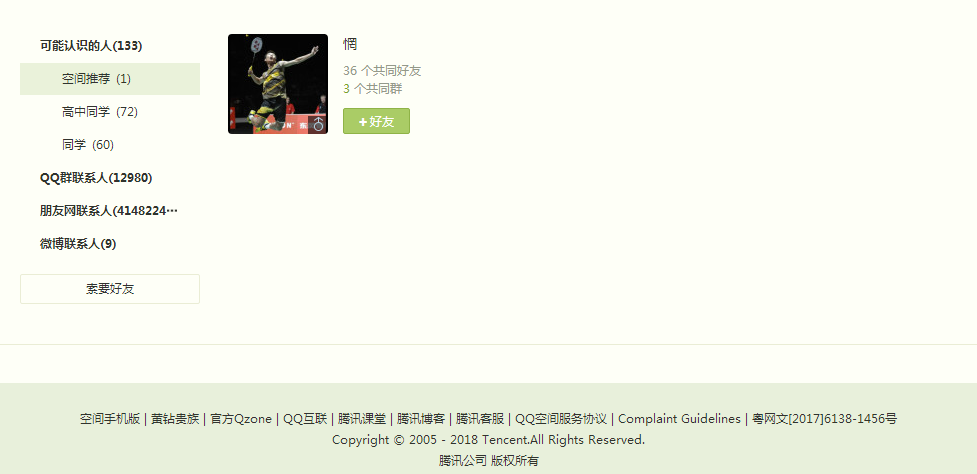 可能认识的人(133)
空间推荐 (1)
高中同学 (72)
同学 (60)
QQ群联系人(12980)
朋友网联系人(4148224…
微博联系人(9)
索要好友
惘
36 个共同好友
3 个共同群
+好友
空间手机版 | 黄钻贵族 | 官方Qzone | QQ互联 | 腾讯课堂 | 腾讯博客 | 腾讯客服 | QQ空间服务协议 | Complaint Guidelines | 粤网文[2017]6138-1456号
Copyright © 2005 - 2018 Tencent.All Rights Reserved.
腾讯公司 版权所有